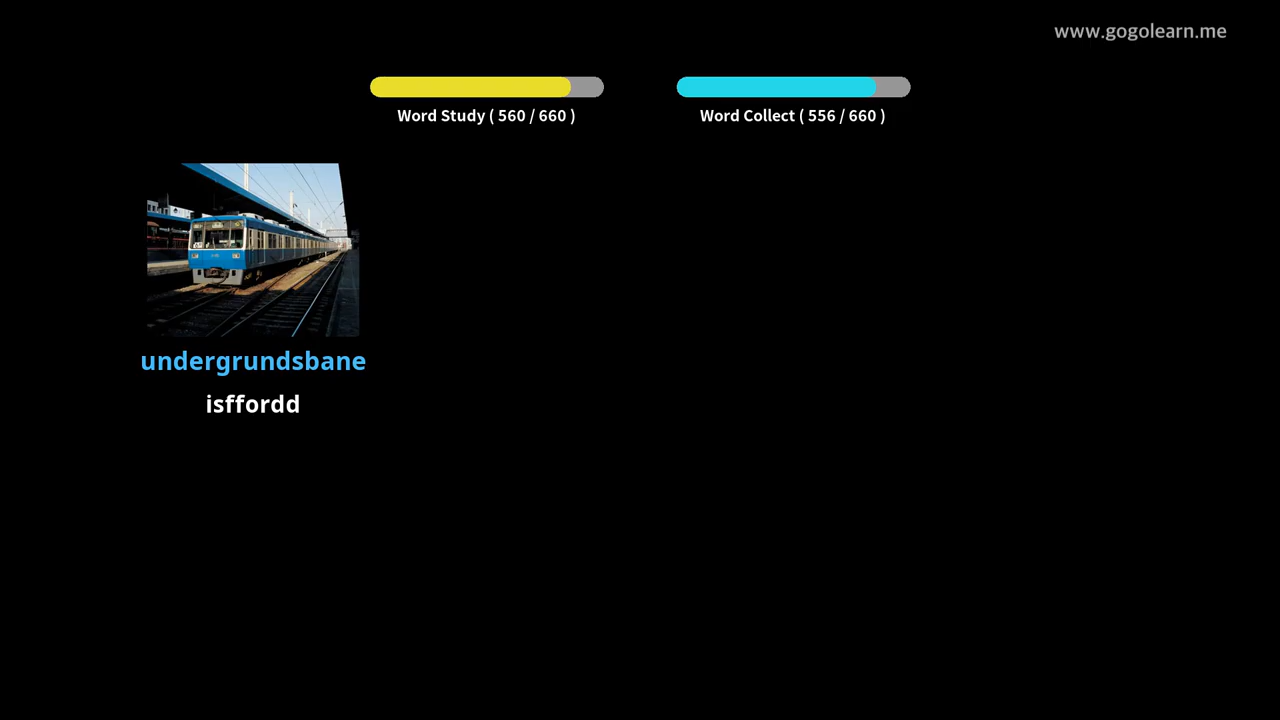 www.gogolearn.me
Word Study ( 560 / 660 )
Word Collect ( 556 / 660 )
undergrundsbane
isffordd